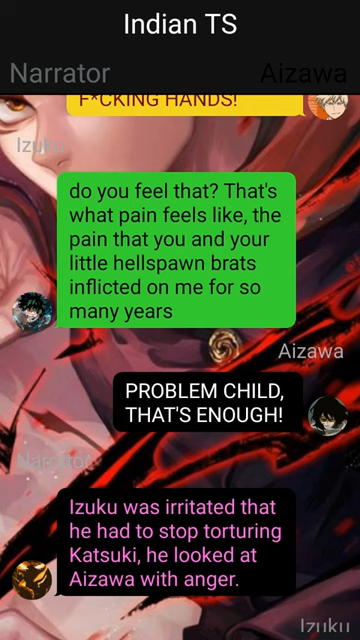 Indian TS
Narrator
Aizawa
F*CKING HANDS!
Izuku
do you feel that? That's
what pain feels like, the
pain that you and your
little hellspawn brats
inflicted on me for so
many years
Aizawa
PROBLEM CHILD,
THAT'S ENOUGH!
Narrator
Izuku was irritated that
he had to stop torturing
Katsuki, he looked at
Aizawa with anger.
Izuku